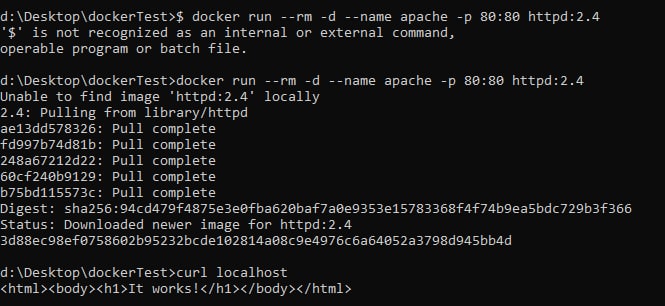 d:\Desktop\dockerTest>$ docker run --rm -d --name apache -p 80:80 httpd:2.4
'$' is not recognized as an internal or external command,
operable program or batch file.
d:\Desktop\dockerTest>docker run --rm -d --name apache -p 80:80 httpd:2.4
Unable to find image 'httpd:2.4' locally
2.4: Pulling from library/httpd
ae13dd578326: Pull complete
fd997b74d81b: Pull complete
248a67212d22: Pull complete
60cf240b9129: Pull complete
b75bd115573c: Pull complete
Digest: sha256:94cd479f4875e3e0fba620baf7a0e9353e15783368f4f74b9ea5bdc729b3f366
Status: Downloaded newer image for httpd:2.4
3d88ec98ef0758602b95232bcde102814a08c9e4976c6a64052a3798d945bb4d
d:\Desktop\dockerTest>curl localhost
<html><body><h1>It works!</h1></body></html>